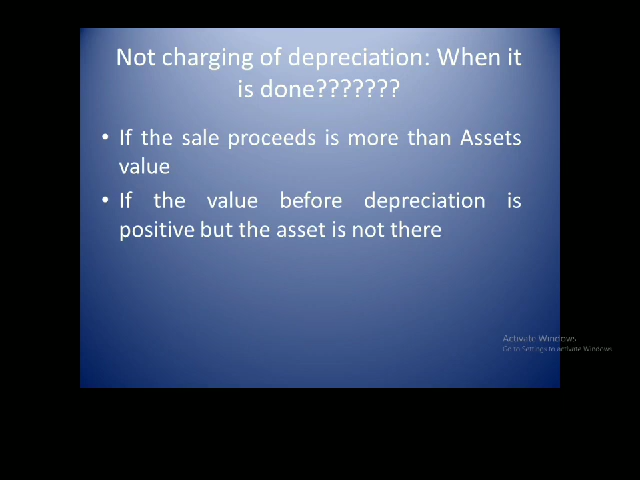 Not charging of depreciation: When it
is done???????
• If the sale proceeds is more than Assets
value
• If the value before depreciation is
positive but the asset is not there
Activate Windows
Go to Settings to activate Windows.